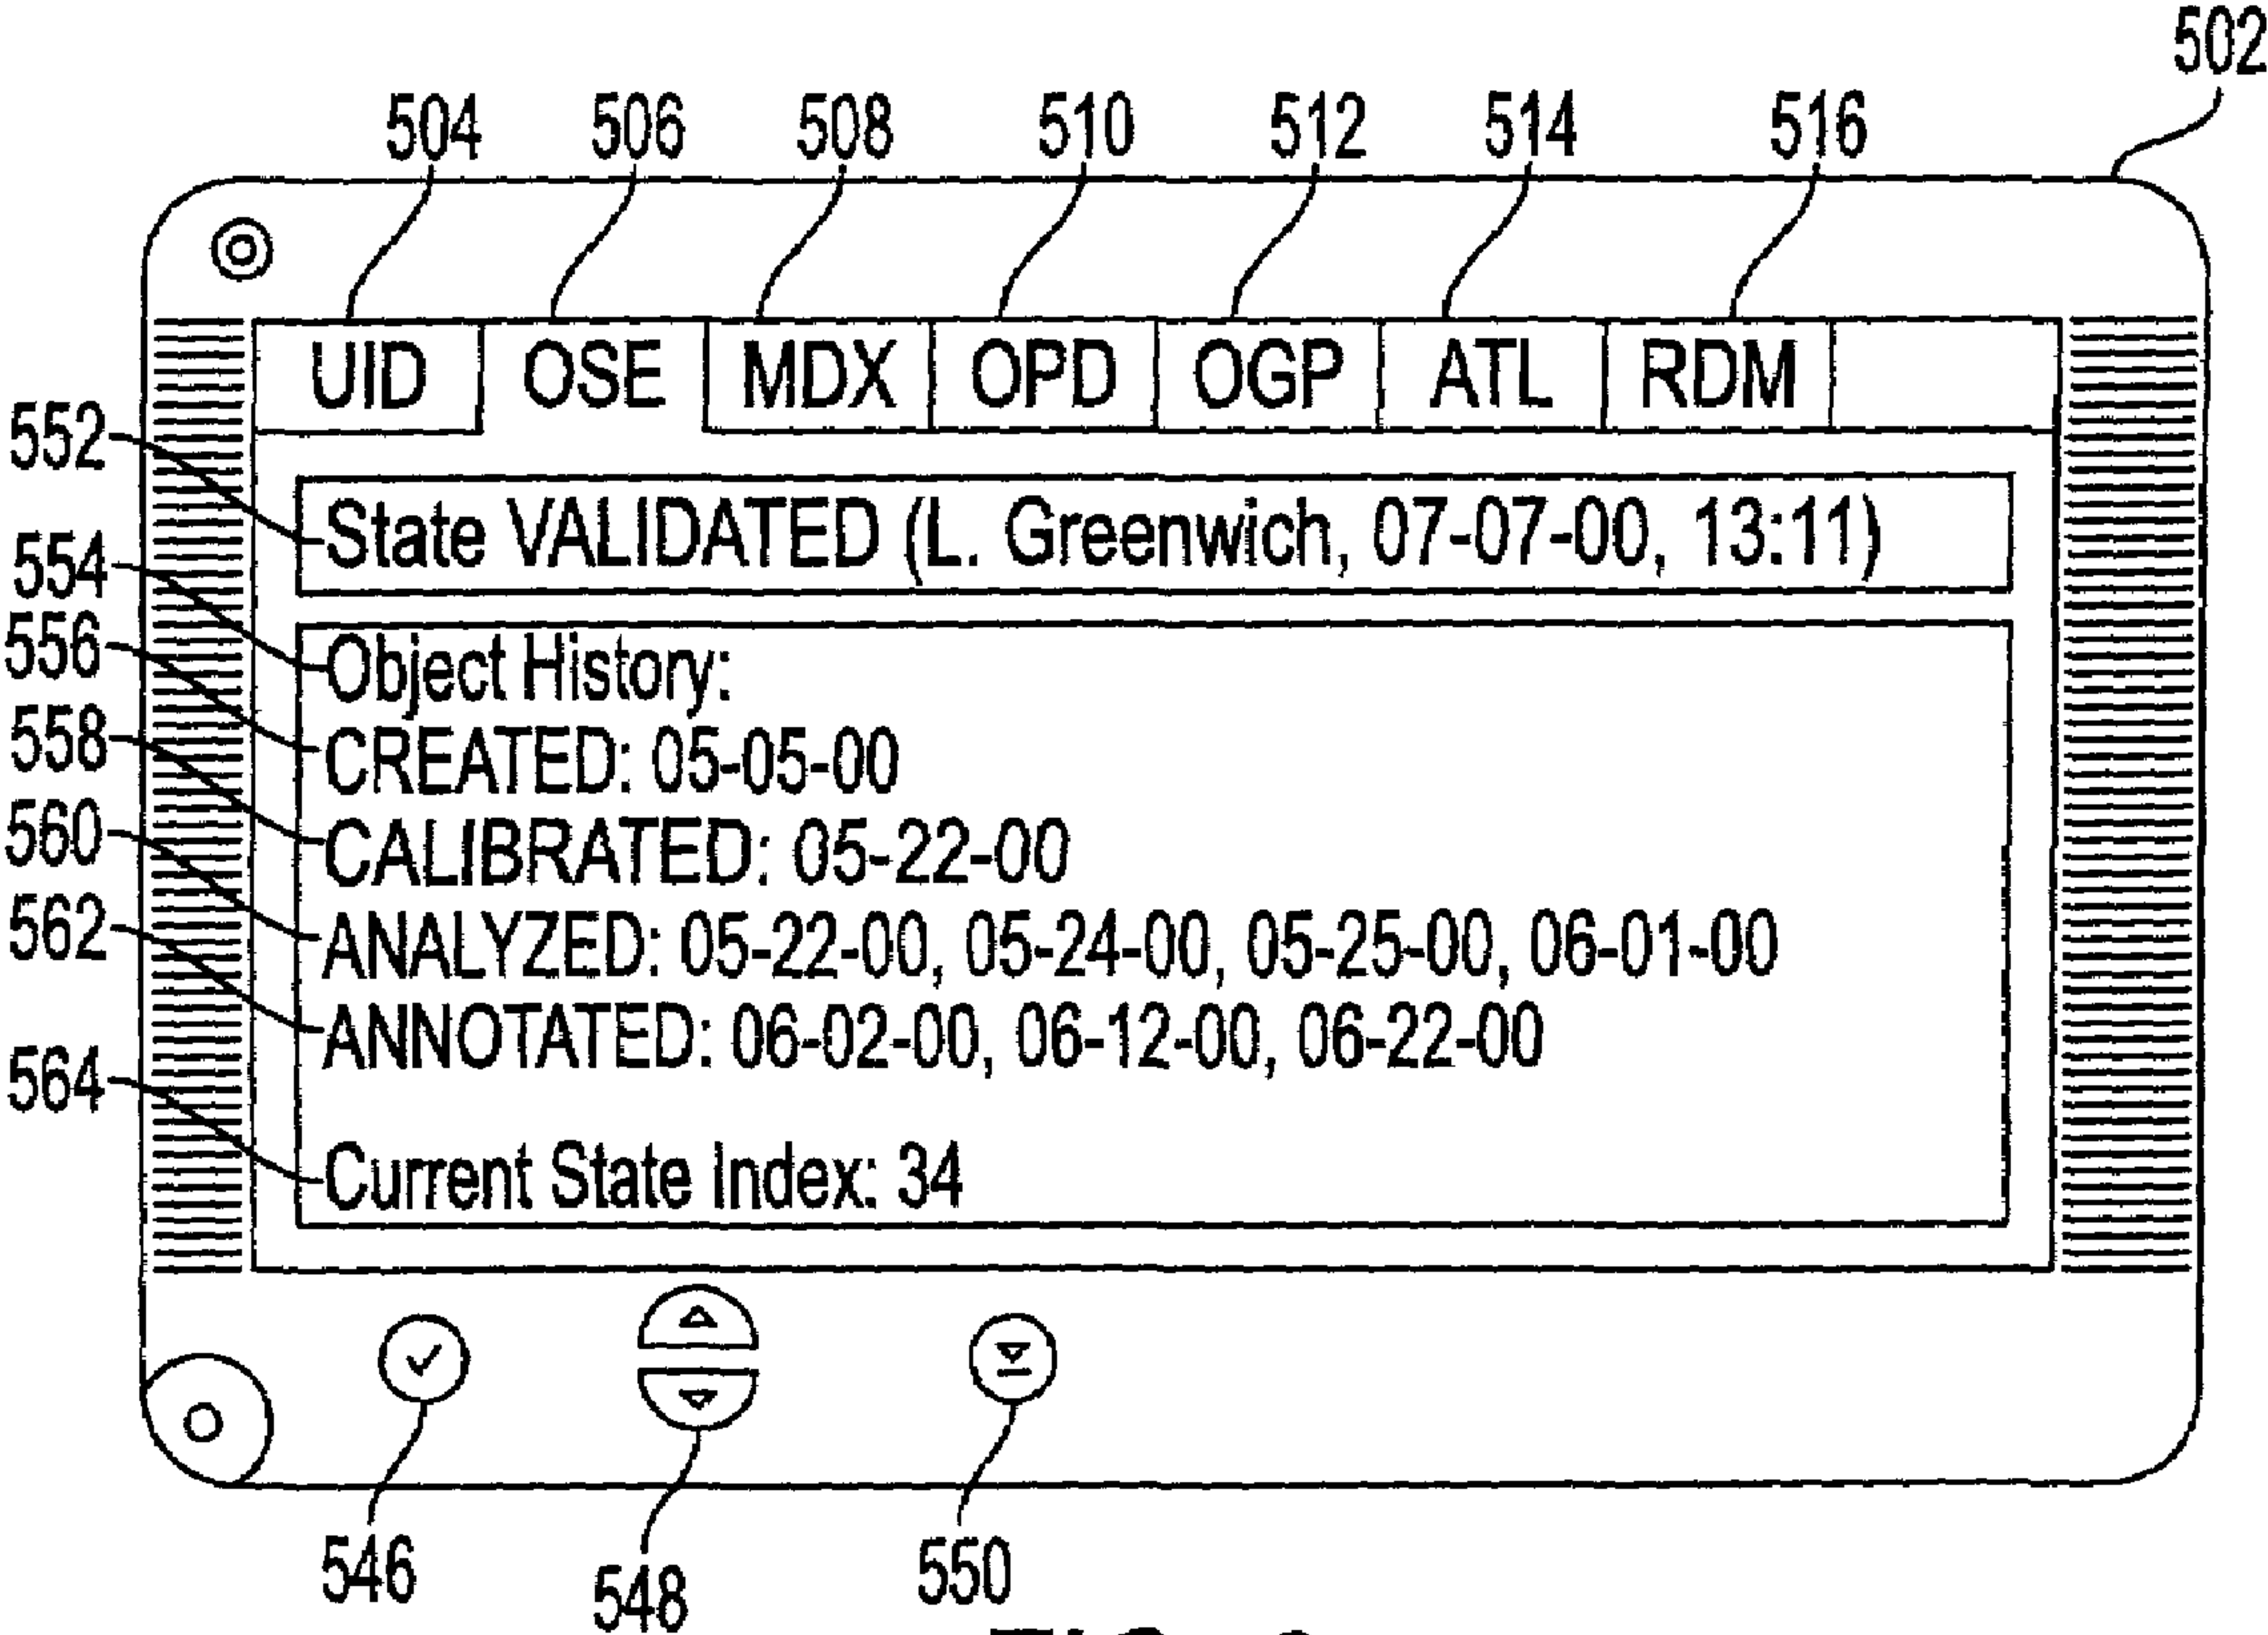 502
504 506 508 510 512 514 516
UID OSE MDX OPD OGP ATL RDM
552 State VALIDATED (L. Greenwich, 07-07-00, 13:11)
554 Object History:
556 CREATED: 05-05-00
558 CALIBRATED: 05-22-00
560 ANALYZED: 05-22-00, 05-24-00, 05-25-00, 06-01-00
562 ANNOTATED: 06-02-00, 06-12-00, 06-22-00
564 Current State Index: 34
546 548 550